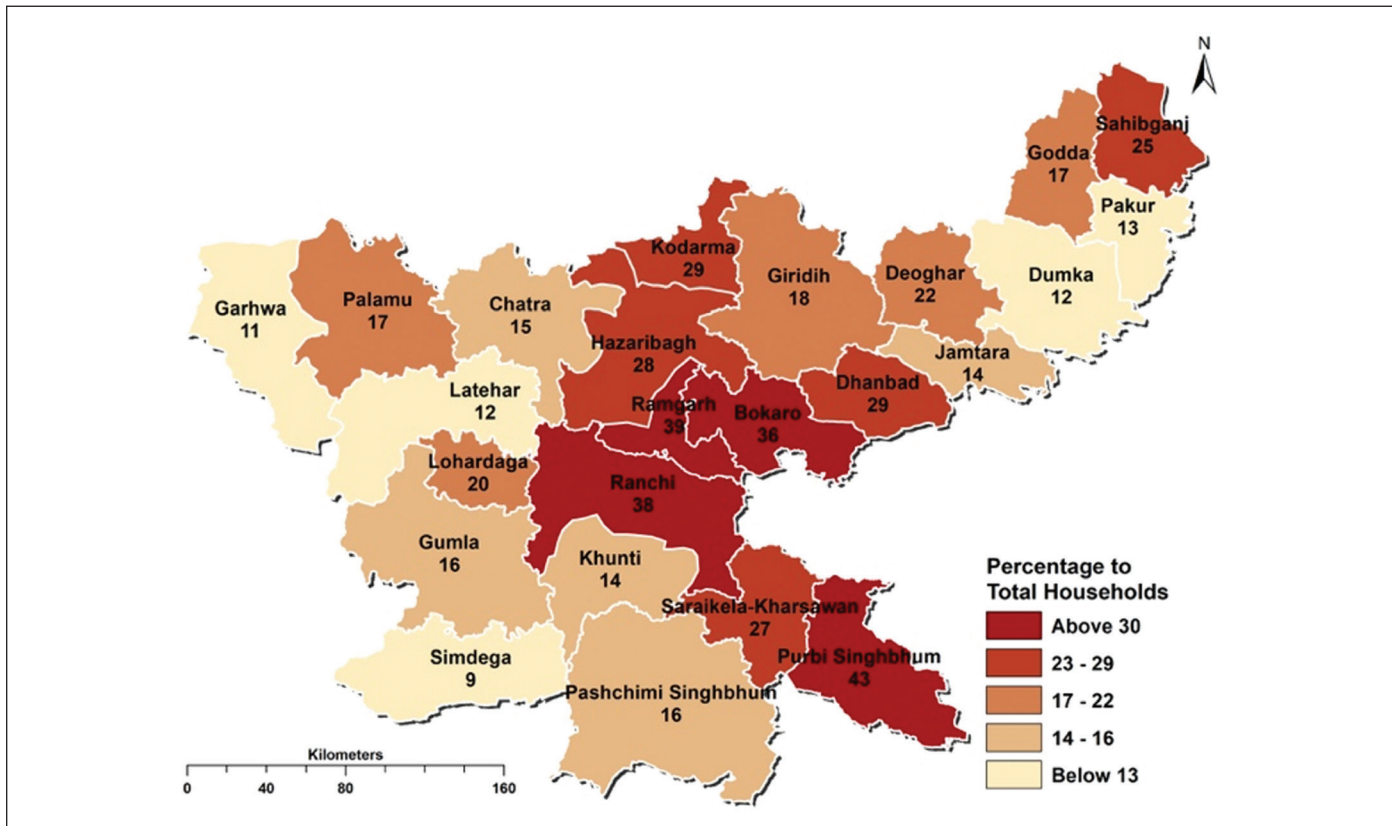 N
Sahibganj
25
Godda
17
Pakur
13
Kodarma
29
Giridih
18
Deoghar
22
Dumka
12
Garhwa
11
Palamu
17
Chatra
15
Hazaribagh
28
Jamtara
14
Latehar
12
Dhanbad
29
Ramgarh
39
Bokaro
36
Lohardaga
20
Ranchi
38
Gumla
16
Khunti
14
Saraikela-Kharsawan
27
Simdega
9
Purbi Singhbhum
43
Pashchimi Singhbhum
16
Percentage to
Total Households
Above 30
23 - 29
17 - 22
14 - 16
Below 13
Kilometers
0 40 80 160